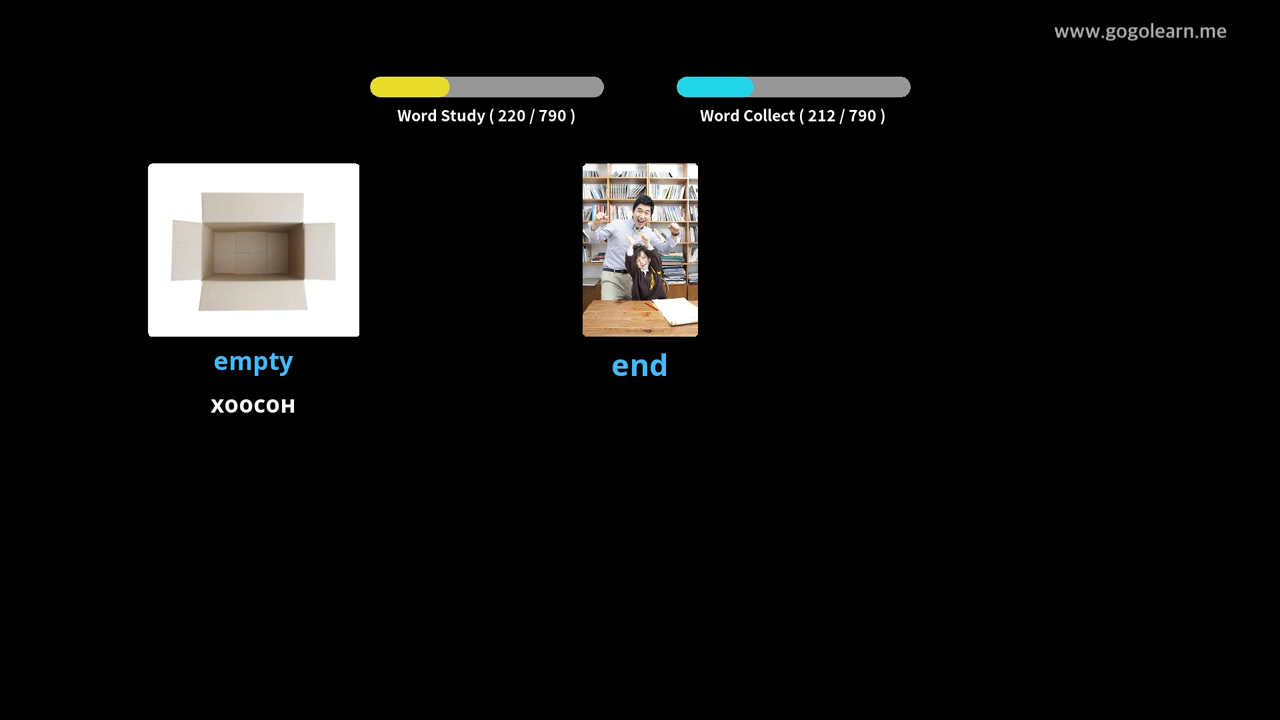 www.gogolearn.me
Word Study ( 220 / 790 )
Word Collect ( 212 / 790 )
empty
хоосон
end